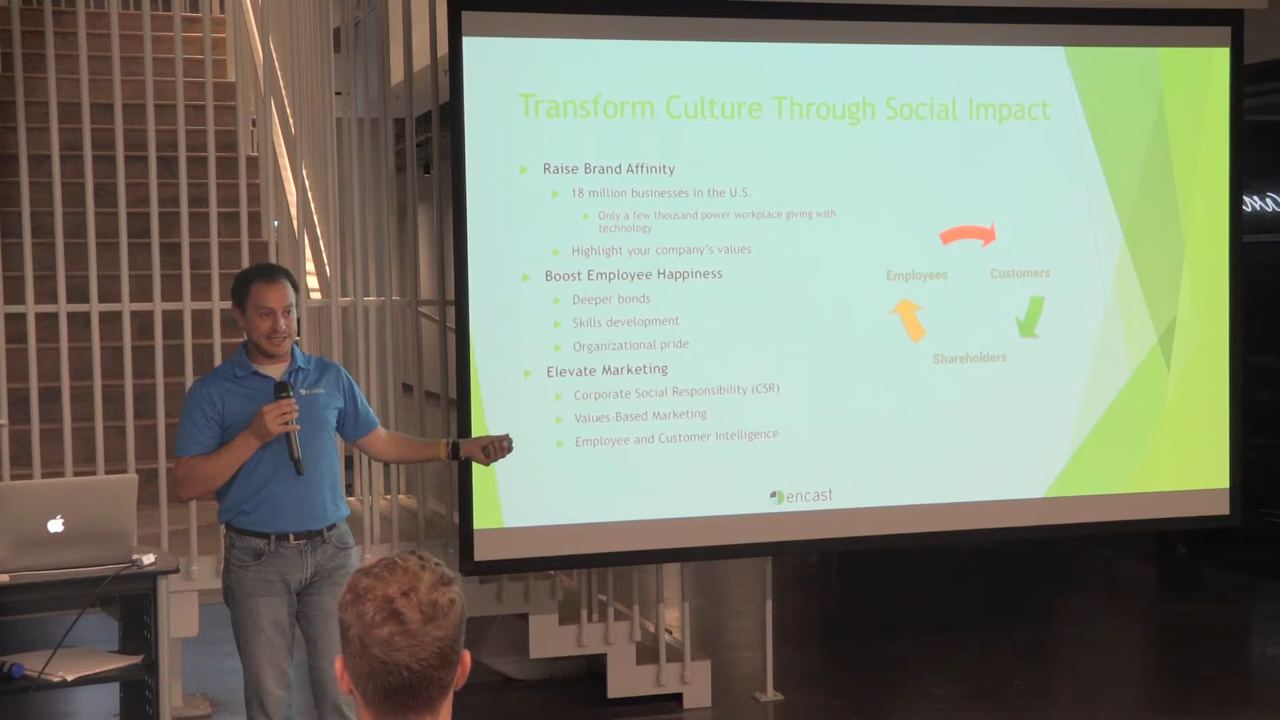 Transform Culture Through Social Impact
Raise Brand Affinity
18 million businesses in the U.S.
Only a few thousand power workplace giving with
technology
Highlight your company's values
Boost Employee Happiness
Deeper bonds
Skills development
Organizational pride
Elevate Marketing
Corporate Social Responsibility (CSR)
Values-Based Marketing
Employee and Customer Intelligence
Employees
Customers
Shareholders
encast